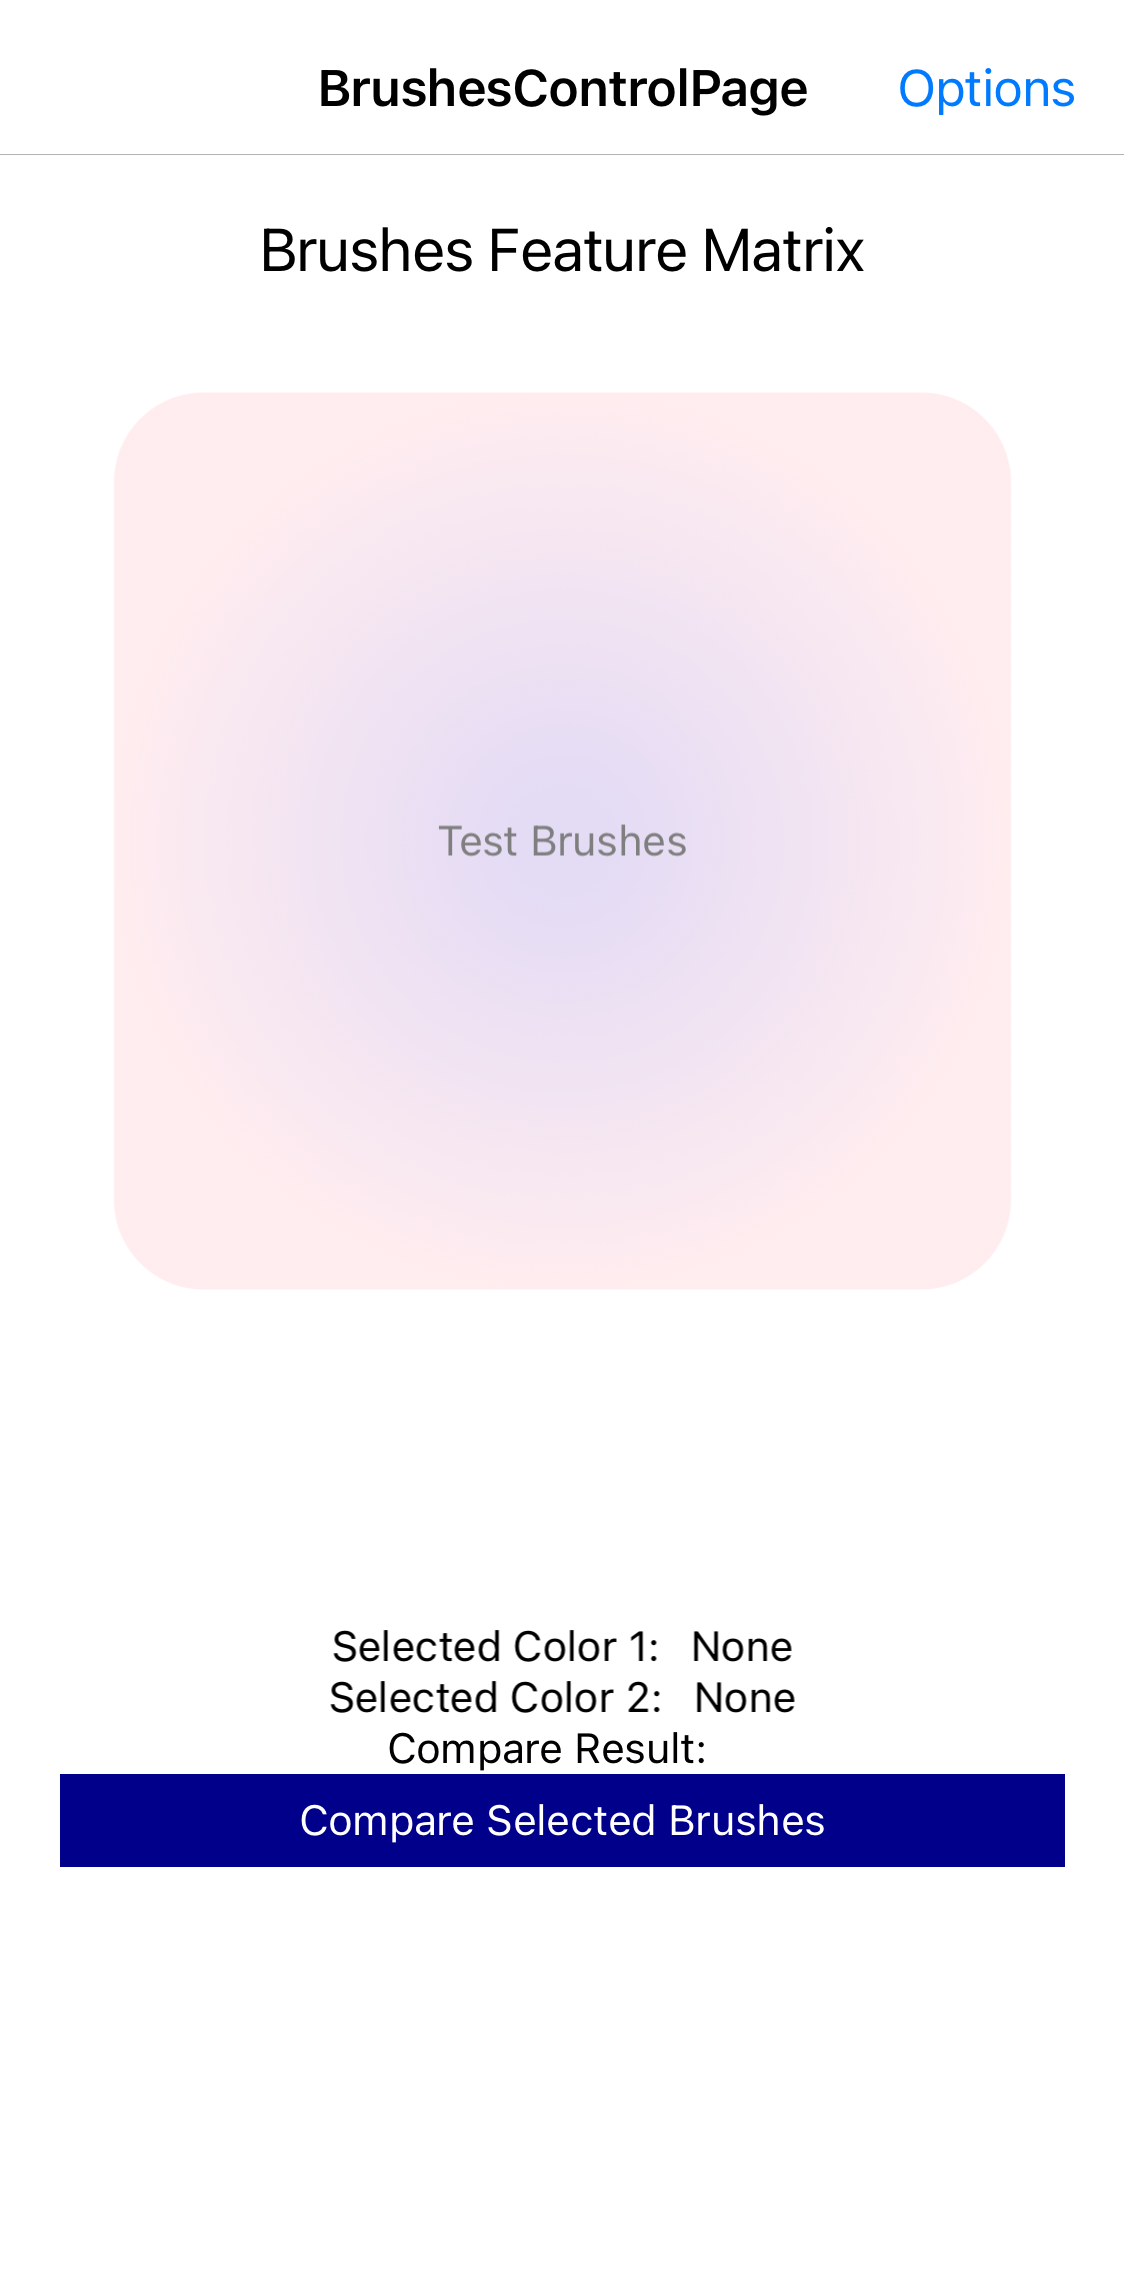 BrushesControlPage Options
Brushes Feature Matrix
Test Brushes
Selected Color 1: None
Selected Color 2: None
Compare Result:
Compare Selected Brushes